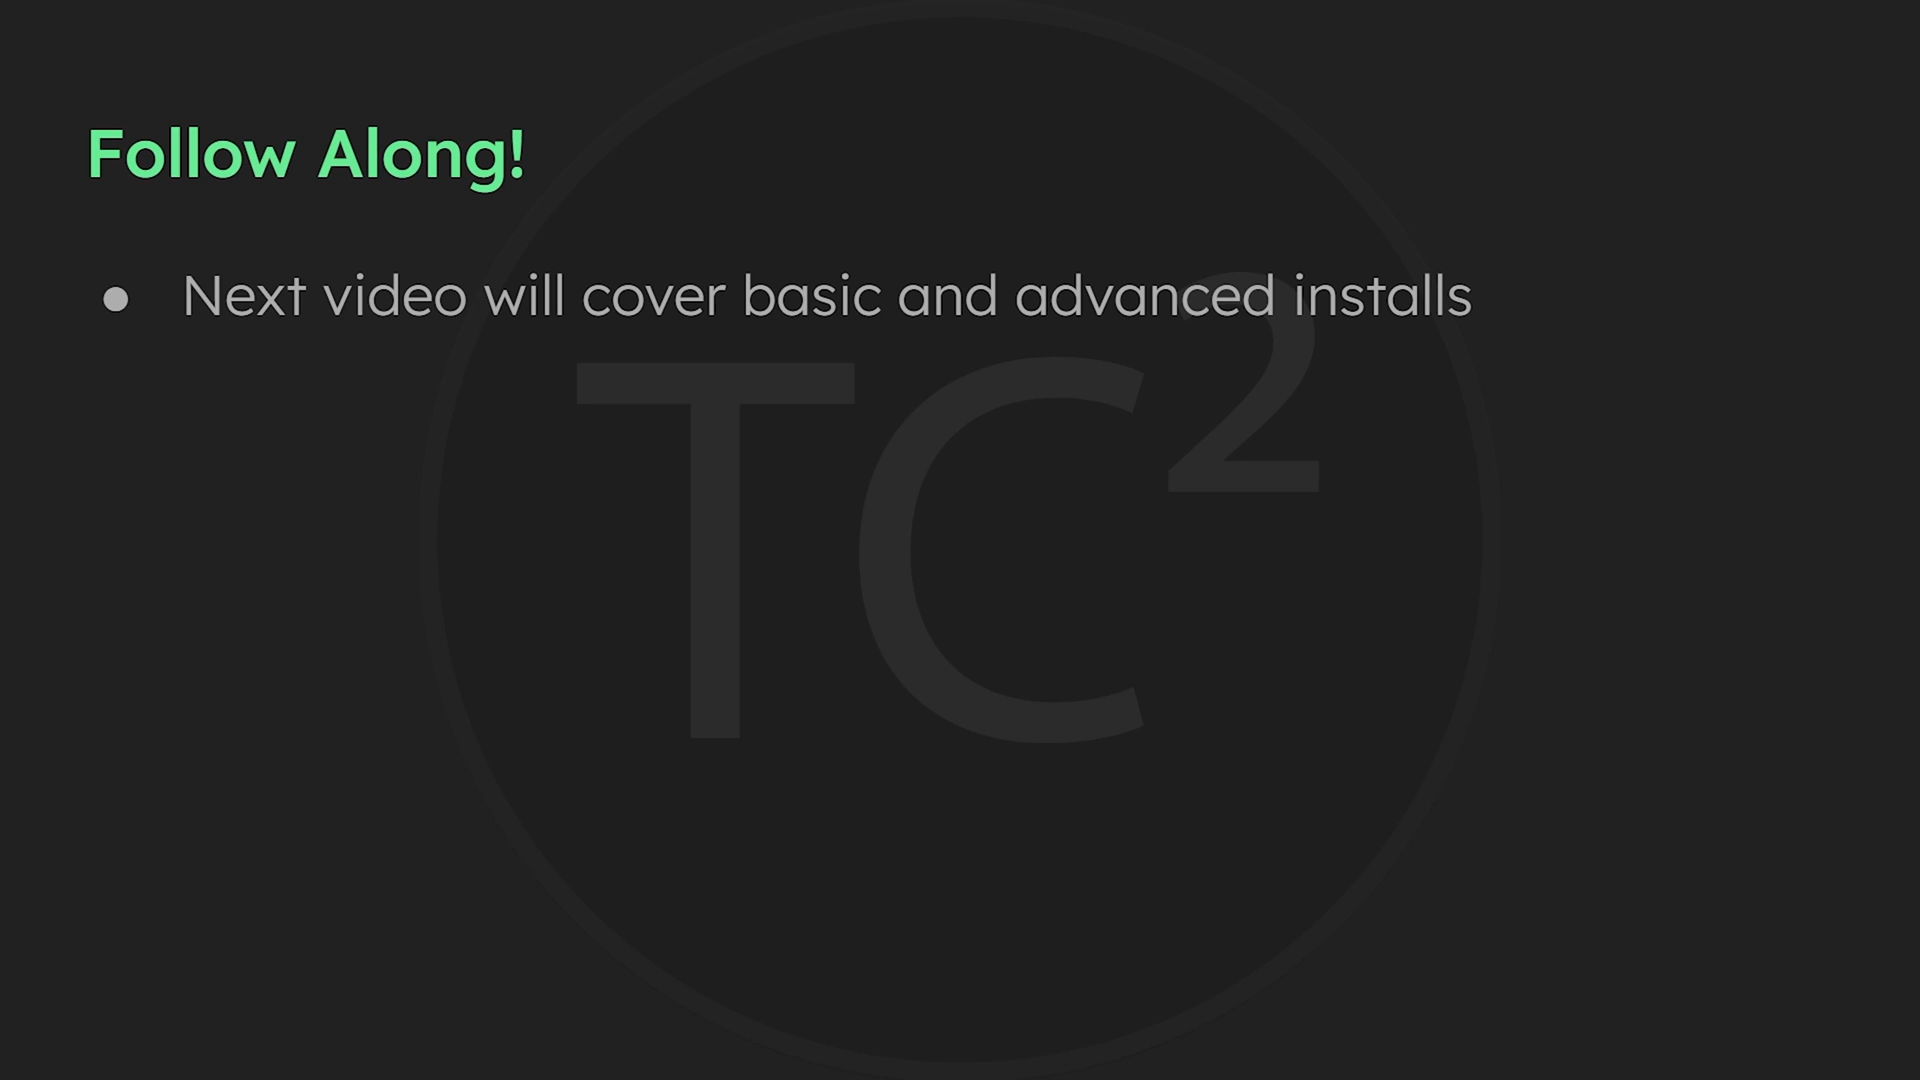 Follow Along!
● Next video will cover basic and advanced installs
TC²